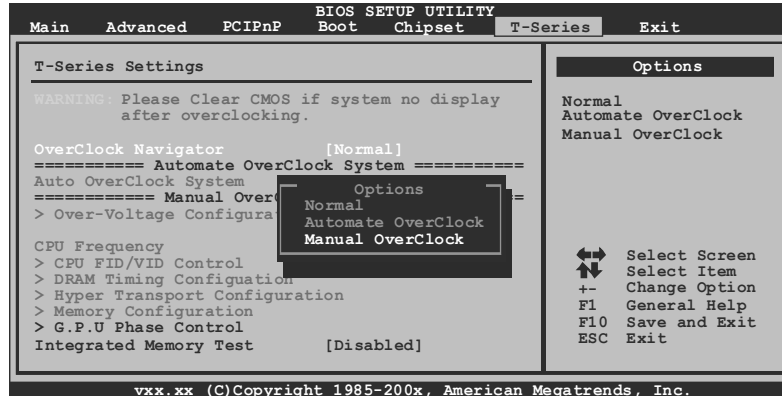 BIOS SETUP UTILITY
Main Advanced PCIPnP Boot Chipset T-Series Exit
T-Series Settings
WARNING: Please Clear CMOS if system no display
after overclocking.
OverClock Navigator [Normal]
=========== Automate OverClock System ===========
Auto OverClock System
============ Manual Over =
> Over-Voltage
CPU Frequency
> CPU FID/VID Control
> DRAM Timing Configuation
> Hyper Transport Configuration
> Memory Configuration
> G.P.U Phase Control
Integrated Memory Test [Disabled]
Options
Normal
Automate OverClock
Manual OverClock
Options
Normal
Automate OverClock
Manual OverClock
Select Screen
Select Item
+- Change Option
F1 General Help
F10 Save and Exit
ESC Exit
vxx.xx (C)Copyright 1985-200x, American Megatrends, Inc.